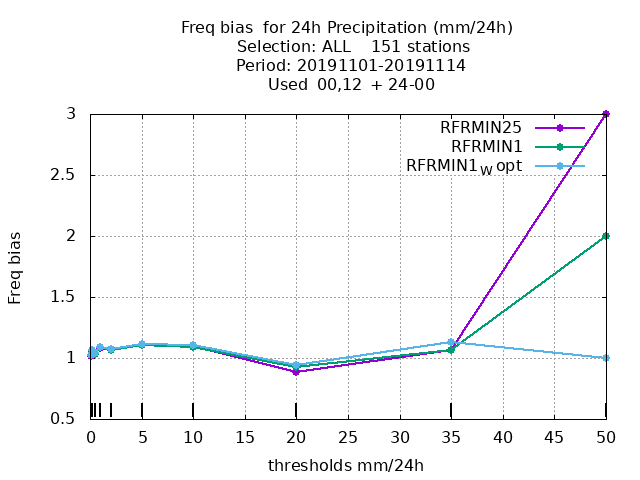 Freq bias  for 24h Precipitation (mm/24h)
Selection: ALL    151 stations
Period: 20191101-20191114
Used  00,12  + 24-00
3
2.5
2
1.5
1
0.5
Freq bias
RFRMIN25
RFRMIN1
RFRMIN1W opt
0 5 10 15 20 25 30 35 40 45 50
thresholds mm/24h